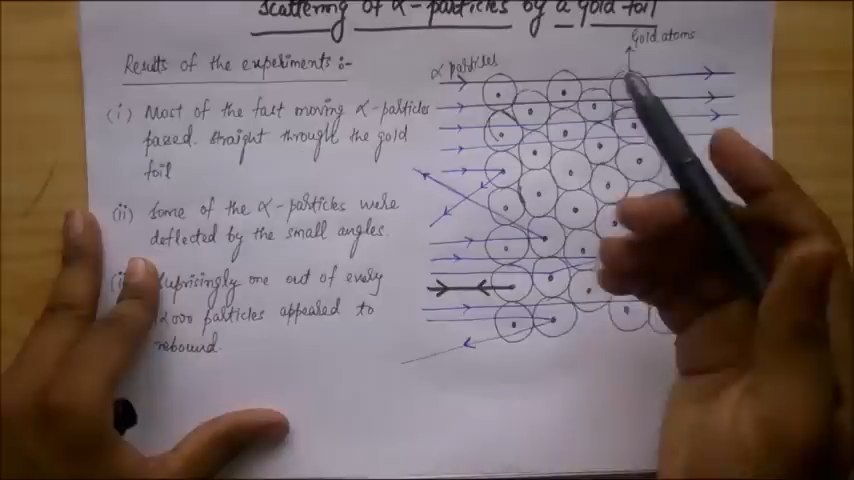 Scattering of α-particles by a gold foil
Results of the experiments :-
(i) Most of the fast moving α-particles
passed straight through the gold
foil
(ii) Some of the α-particles were
deflected by the small angles.
Suprisingly one out of every
000 particles appeared to
rebound.
α particles
Gold atoms